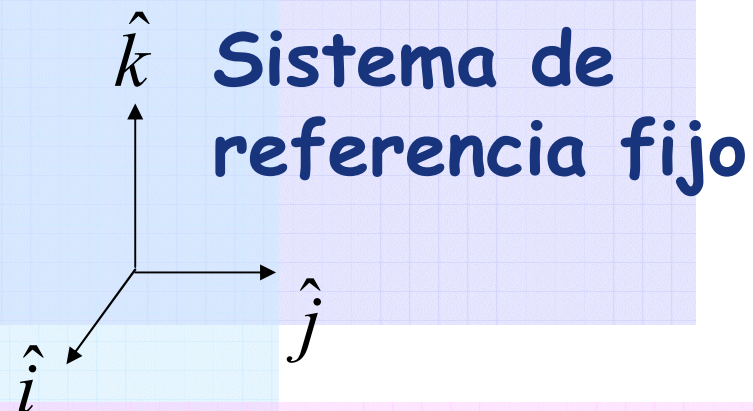 k̂
Sistema de
referencia fijo
ĵ
î